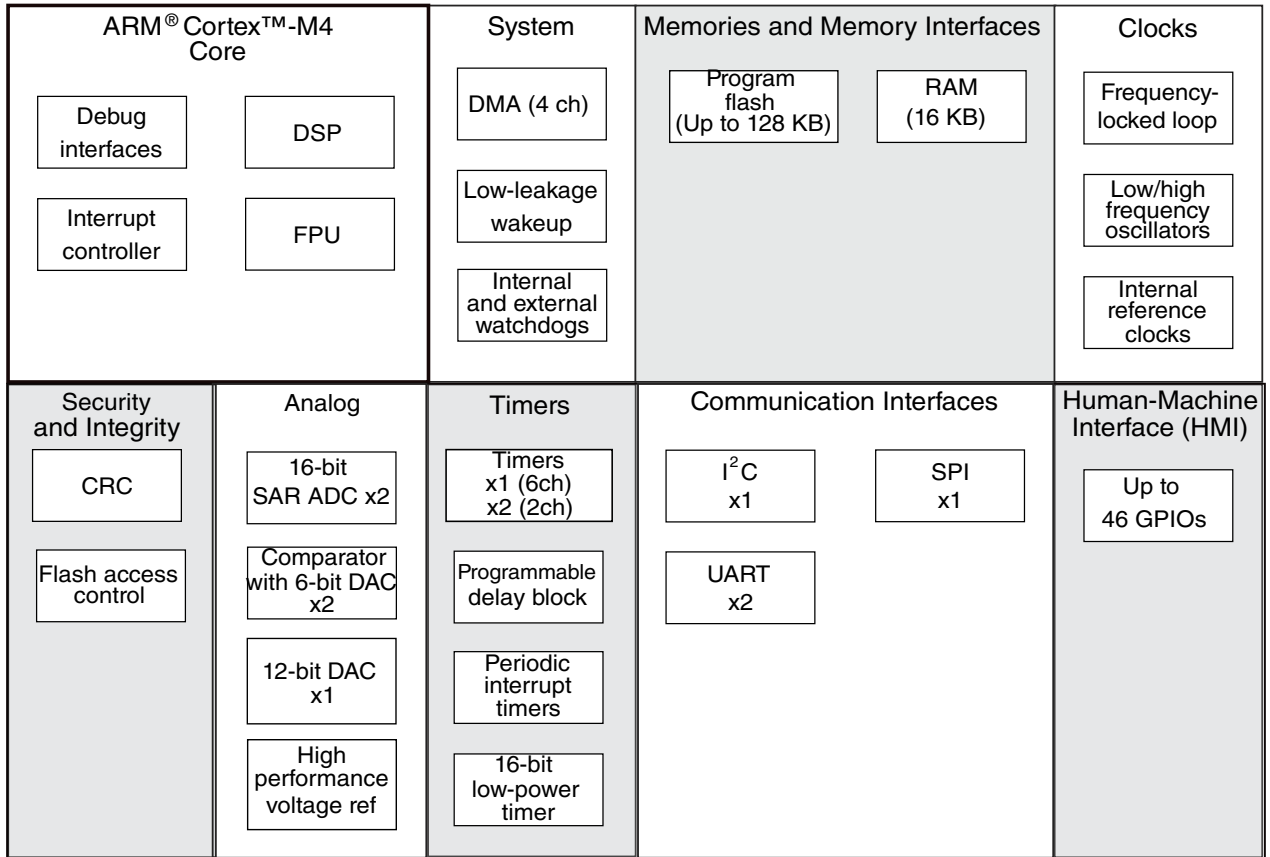 ARM® Cortex™-M4
Core
Debug
interfaces
DSP
Interrupt
controller
FPU
System
DMA (4 ch)
Low-leakage
wakeup
Internal
and external
watchdogs
Memories and Memory Interfaces
Program
flash
(Up to 128 KB)
RAM
(16 KB)
Clocks
Frequency-
locked loop
Low/high
frequency
oscillators
Internal
reference
clocks
Security
and Integrity
CRC
Flash access
control
Analog
16-bit
SAR ADC x2
Comparator
with 6-bit DAC
x2
12-bit DAC
x1
High
performance
voltage ref
Timers
Timers
x1 (6ch)
x2 (2ch)
Programmable
delay block
Periodic
interrupt
timers
16-bit
low-power
timer
Communication Interfaces
I²C
x1
SPI
x1
UART
x2
Human-Machine
Interface (HMI)
Up to
46 GPIOs